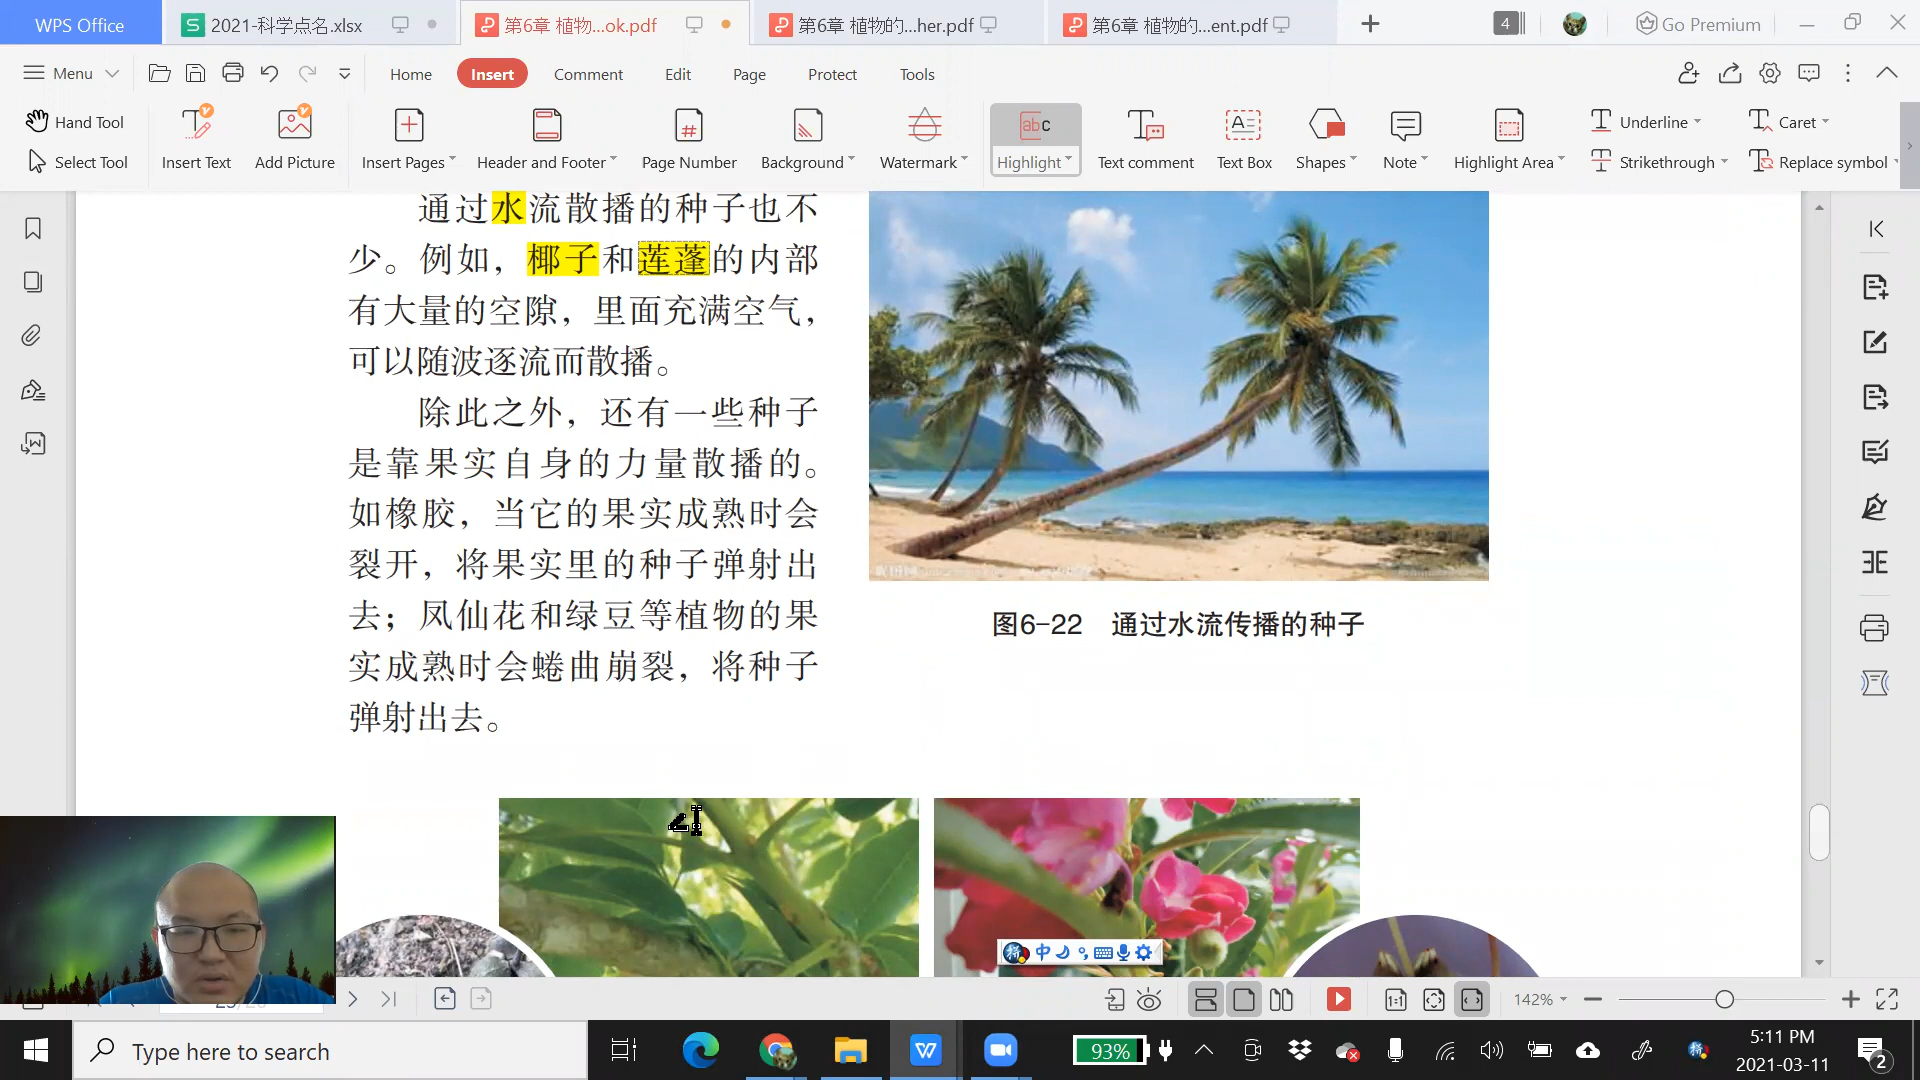 WPS Office
2021-科学点名.xlsx
第6章 植物...ok.pdf
第6章 植物的...her.pdf
第6章 植物的...ent.pdf
4
Go Premium
Menu
Home
Insert
Comment
Edit
Page
Protect
Tools
Hand Tool
Select Tool
Insert Text
Add Picture
Insert Pages
Header and Footer
Page Number
Background
Watermark
Highlight
Text comment
Text Box
Shapes
Note
Highlight Area
Underline
Strikethrough
Caret
Replace symbol
通过水流散播的种子也不
少。例如，椰子和莲蓬的内部
有大量的空隙，里面充满空气，
可以随波逐流而散播。
除此之外，还有一些种子
是靠果实自身的力量散播的。
如橡胶，当它的果实成熟时会
裂开，将果实里的种子弹射出
去；凤仙花和绿豆等植物的果
实成熟时会蜷曲崩裂，将种子
弹射出去。
图6-22 通过水流传播的种子
中
142%
Type here to search
93%
5:11 PM
2021-03-11
2